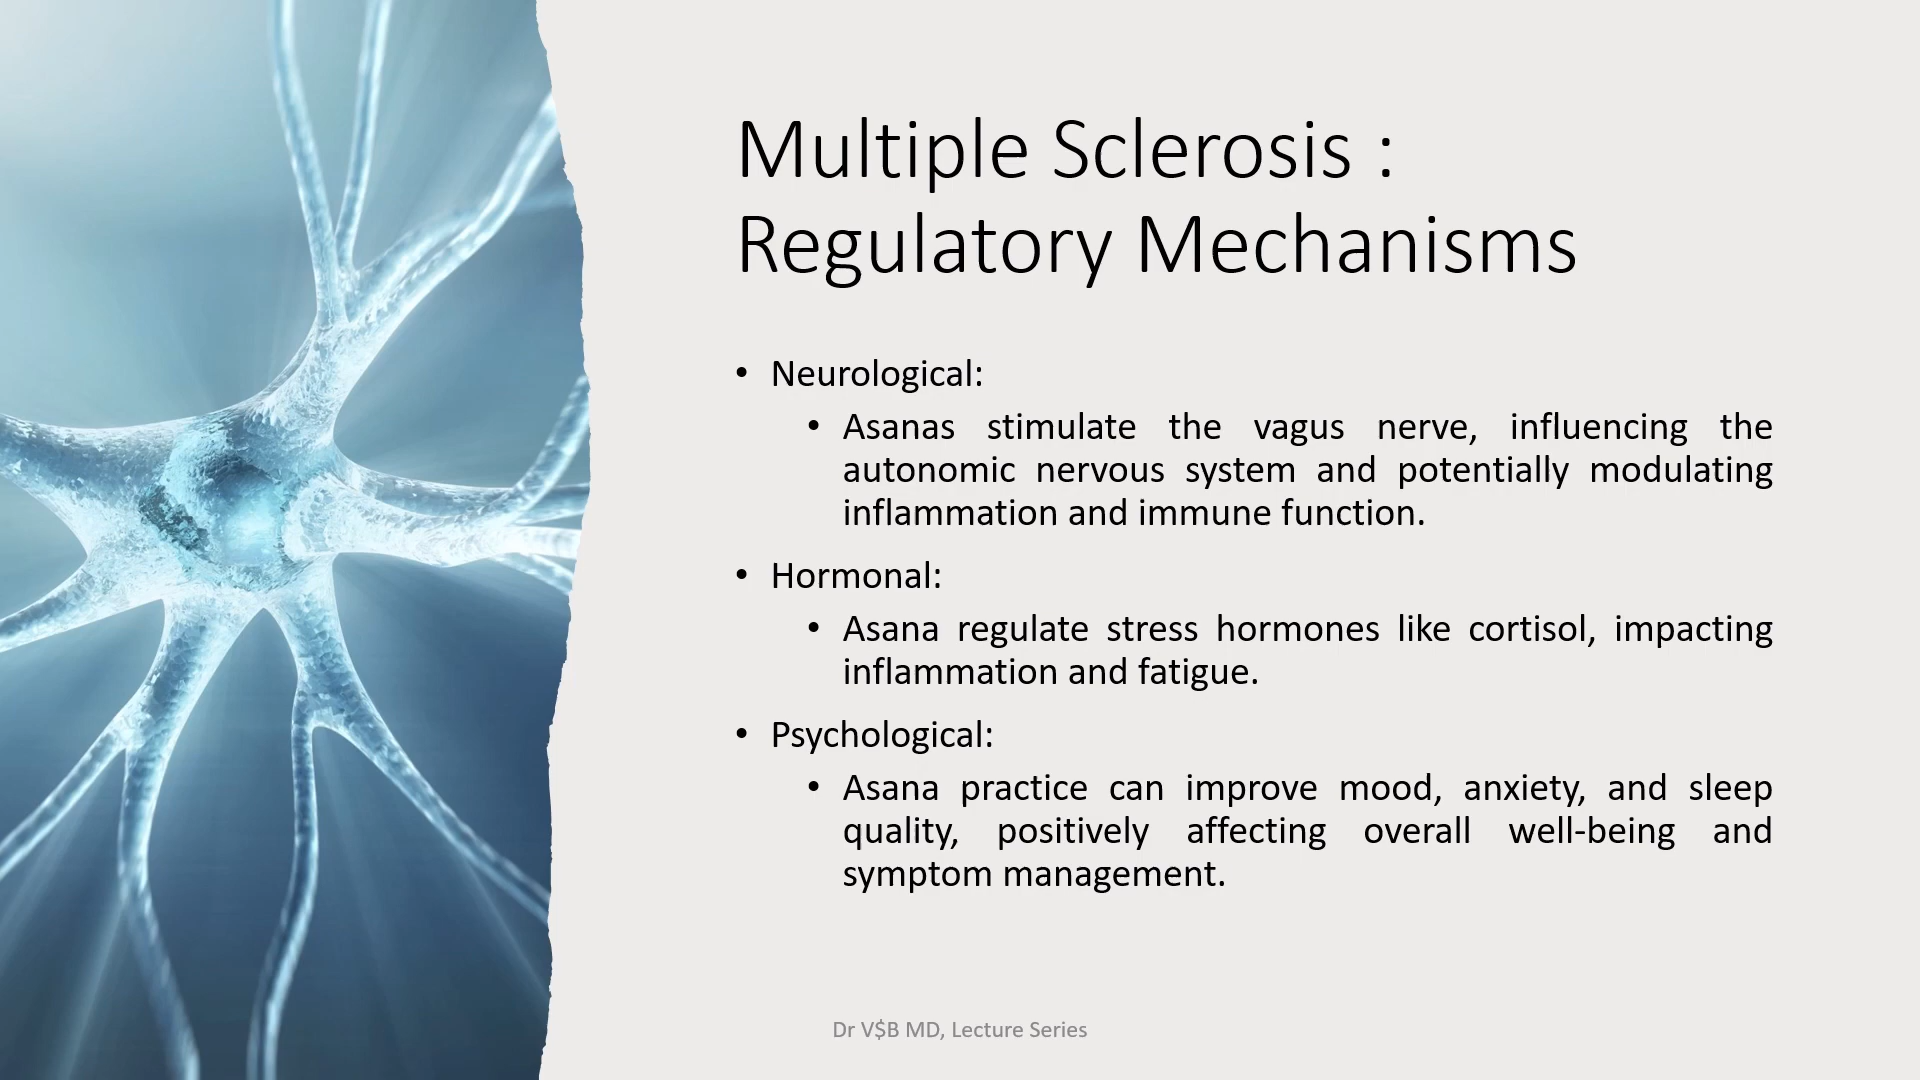 Multiple Sclerosis :
Regulatory Mechanisms
• Neurological:
• Asanas stimulate the vagus nerve, influencing the
autonomic nervous system and potentially modulating
inflammation and immune function.
• Hormonal:
• Asana regulate stress hormones like cortisol, impacting
inflammation and fatigue.
• Psychological:
• Asana practice can improve mood, anxiety, and sleep
quality, positively affecting overall well-being and
symptom management.
Dr V$B MD, Lecture Series